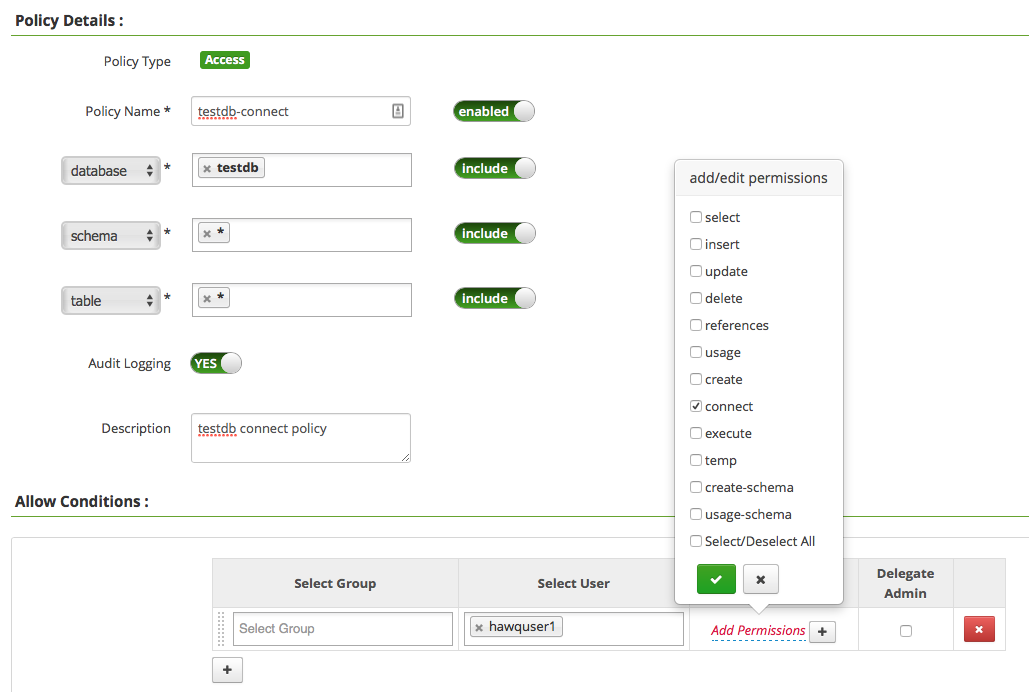 Policy Details :
Policy Type Access
Policy Name * testdb-connect enabled
database * × testdb include
schema * × * include
table * × * include
Audit Logging YES
Description testdb connect policy
add/edit permissions
select
insert
update
delete
references
usage
create
connect
execute
temp
create-schema
usage-schema
Select/Deselect All
Allow Conditions :
Select Group Select User Delegate
Admin
Select Group × hawquser1 Add Permissions +
+